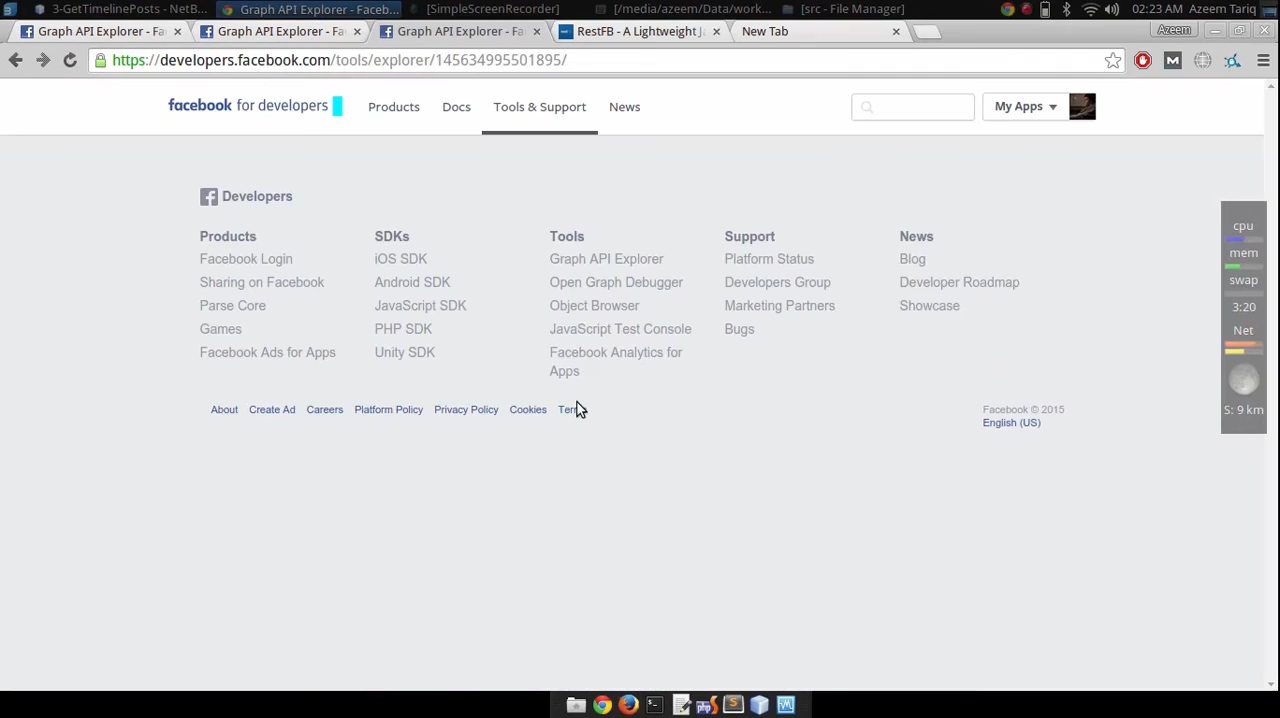 3-GetTimelinePosts - NetB... Graph API Explorer - Faceb... [SimpleScreenRecorder] [/media/azeem/Data/work... [src - File Manager] 02:23 AM Azeem Tariq
Graph API Explorer - Fa Graph API Explorer - Fa Graph API Explorer - Fa RestFB - A Lightweight J New Tab Azeem
https://developers.facebook.com/tools/explorer/145634995501895/
facebook for developers Products Docs Tools & Support News My Apps
Developers
Products SDKs Tools Support News
Facebook Login iOS SDK Graph API Explorer Platform Status Blog
Sharing on Facebook Android SDK Open Graph Debugger Developers Group Developer Roadmap
Parse Core JavaScript SDK Object Browser Marketing Partners Showcase
Games PHP SDK JavaScript Test Console Bugs
Facebook Ads for Apps Unity SDK Facebook Analytics for
Apps
About Create Ad Careers Platform Policy Privacy Policy Cookies Facebook © 2015
English (US)
cpu
mem
swap
3:20
Net
S: 9 km